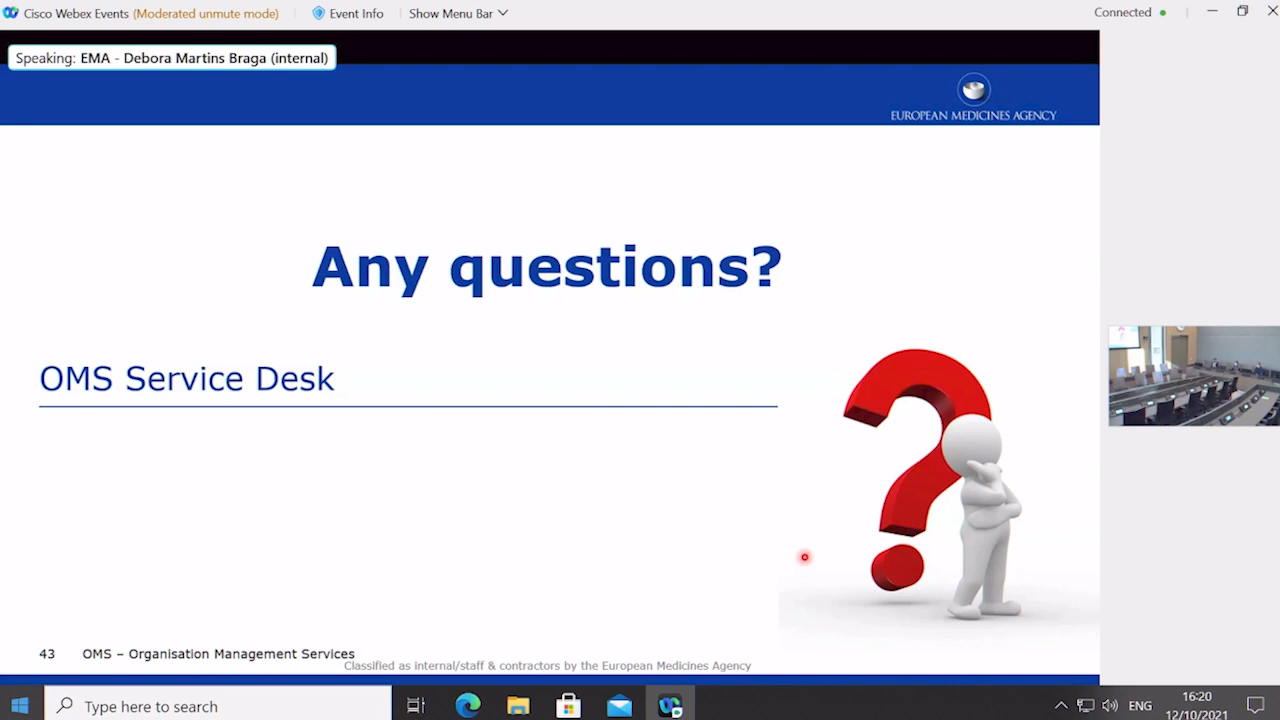 Cisco Webex Events (Moderated unmute mode)
Event Info
Show Menu Bar
Connected
Speaking: EMA - Debora Martins Braga (internal)
EUROPEAN MEDICINES AGENCY
Any questions?
OMS Service Desk
43 OMS – Organisation Management Services
Classified as internal/staff & contractors by the European Medicines Agency
Type here to search
ENG
16:20
12/10/2021